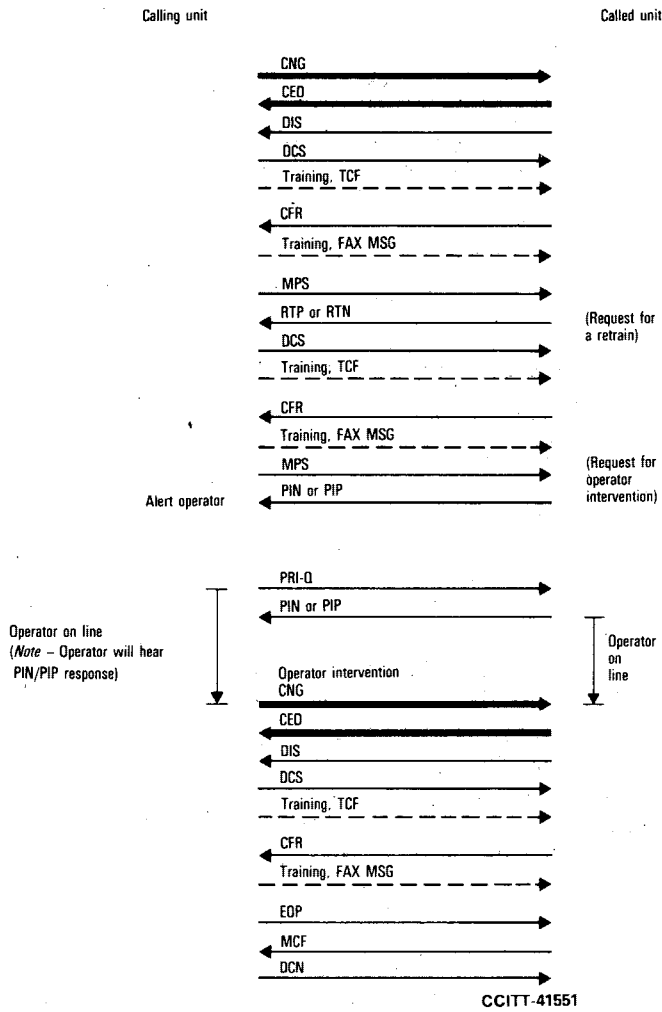 Calling unit
Called unit
CNG
CED
DIS
DCS
Training, TCF
CFR
Training, FAX MSG
MPS
RTP or RTN
(Request for
a retrain)
DCS
Training, TCF
CFR
Training, FAX MSG
MPS
(Request for
operator
intervention)
Alert operator
PIN or PIP
PRI-Q
PIN or PIP
Operator on line
(Note – Operator will hear
PIN/PIP response)
Operator
on
line
Operator intervention
CNG
CED
DIS
DCS
Training, TCF
CFR
Training, FAX MSG
EOP
MCF
DCN
CCITT-41551